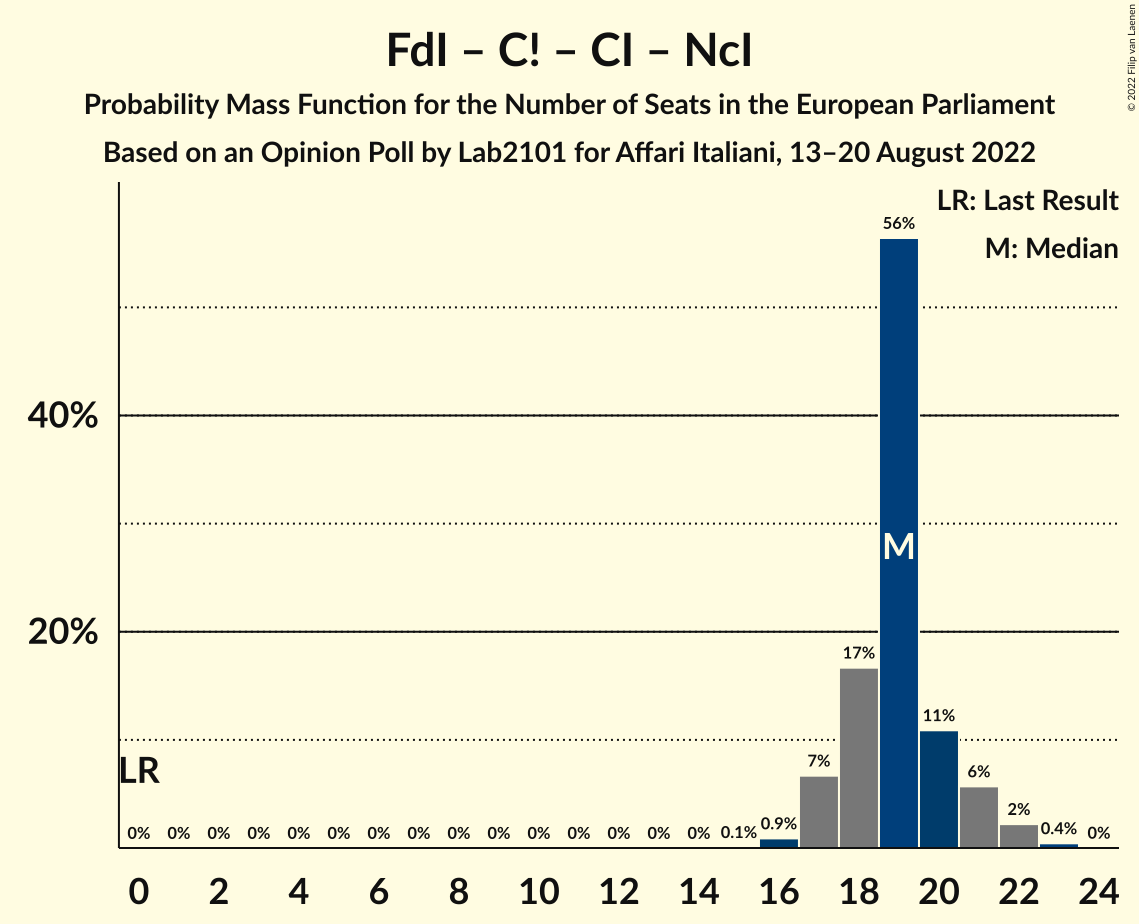 FdI – C! – CI – NcI
Probability Mass Function for the Number of Seats in the European Parliament
Based on an Opinion Poll by Lab2101 for Affari Italiani, 13–20 August 2022
© 2022 Filip van Laenen
LR: Last Result
M: Median
56%
40%
M
20%
17%
11%
LR
7%
6%
0% 0% 0% 0% 0% 0% 0% 0% 0% 0% 0% 0% 0% 0% 0% 0.1% 0.9% 2% 0.4% 0%
0 2 4 6 8 10 12 14 16 18 20 22 24